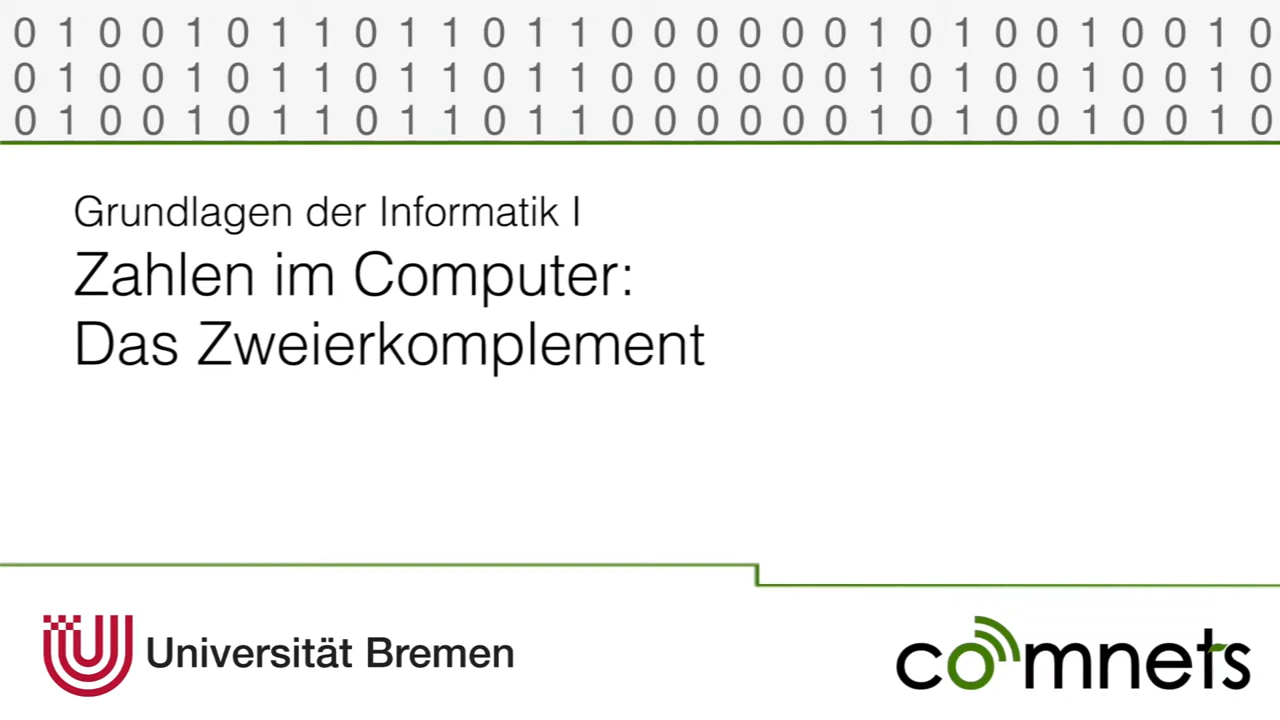 0 1 0 0 1 0 1 1 0 1 1 0 1 1 0 0 0 0 0 0 1 0 1 0 0 1 0 0 1 0
0 1 0 0 1 0 1 1 0 1 1 0 1 1 0 0 0 0 0 0 1 0 1 0 0 1 0 0 1 0
0 1 0 0 1 0 1 1 0 1 1 0 1 1 0 0 0 0 0 0 1 0 1 0 0 1 0 0 1 0
Grundlagen der Informatik I
Zahlen im Computer:
Das Zweierkomplement
Universität Bremen
comnets